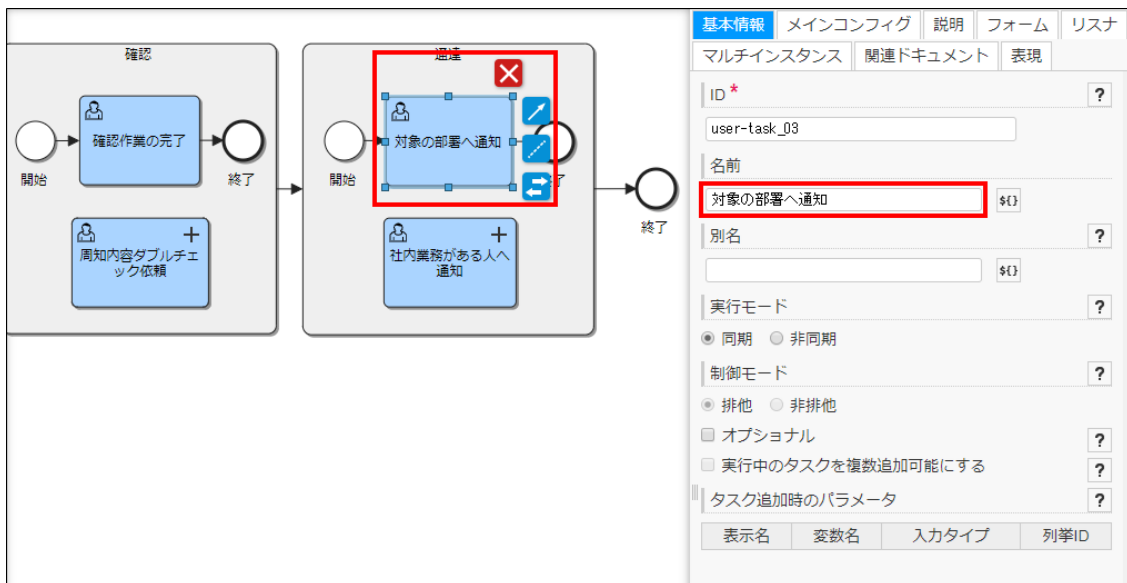 確認
確認作業の完了
開始
終了
周知内容ダブルチェ
ック依頼
通達
対象の部署へ通知
開始
終了
社内業務がある人へ
通知
終了
基本情報
メインコンフィグ
説明
フォーム
リスナ
マルチインスタンス
関連ドキュメント
表現
ID *
?
user-task_03
名前
対象の部署へ通知
${}
別名
?
${}
実行モード
?
同期
非同期
制御モード
?
排他
非排他
オプショナル
?
実行中のタスクを複数追加可能にする
?
タスク追加時のパラメータ
?
表示名
変数名
入力タイプ
列挙ID